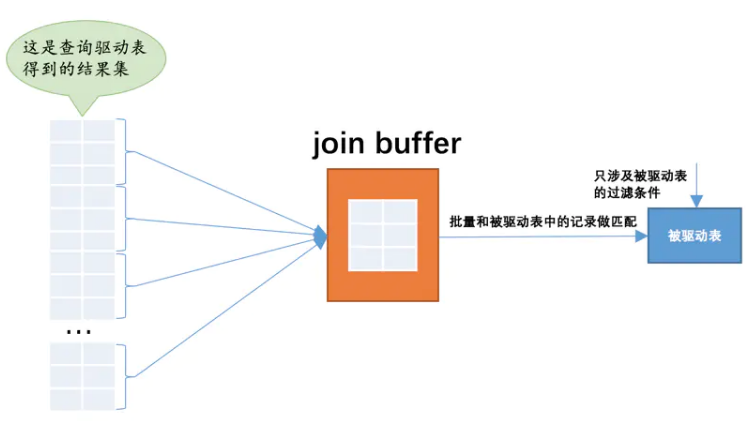 这是查询驱动表
得到的结果集
join buffer
只涉及被驱动表
的过滤条件
批量和被驱动表中的记录做匹配
被驱动表
...